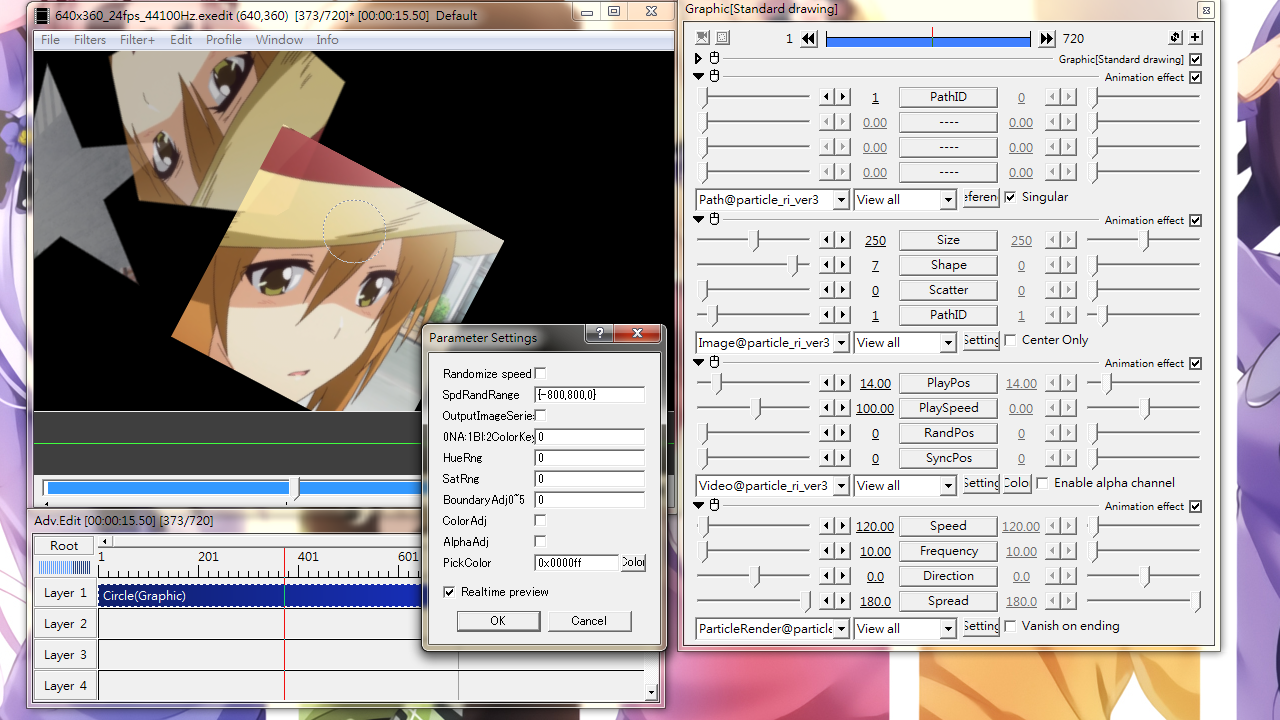 640x360_24fps_44100Hz.exedit (640,360) [373/720]* [00:00:15.50] Default
File Filters Filter+ Edit Profile Window Info
Parameter Settings
Randomize speed
SpdRandRange [-800,800,0]
OutputImageSeries
0NA:1Bl:2ColorKey 0
HueRng 0
SatRng 0
BoundaryAdj0~5 0
ColorAdj
AlphaAdj
PickColor 0x0000ff Color
Realtime preview
OK Cancel
Adv.Edit [00:00:15.50] [373/720]
Root
1 201 401 601
Layer 1 Circle(Graphic)
Layer 2
Layer 3
Layer 4
Graphic[Standard drawing]
1 720
Graphic[Standard drawing]
Animation effect
1 PathID 0
0.00 ---- 0.00
0.00 ---- 0.00
0.00 ---- 0.00
Path@particle_ri_ver3 View all eferen Singular
Animation effect
250 Size 250
7 Shape 0
0 Scatter 0
1 PathID 1
Image@particle_ri_ver3 View all Setting Center Only
Animation effect
14.00 PlayPos 14.00
100.00 PlaySpeed 0.00
0 RandPos 0
0 SyncPos 0
Video@particle_ri_ver3 View all Setting Colo Enable alpha channel
Animation effect
120.00 Speed 120.00
10.00 Frequency 10.00
0.0 Direction 0.0
180.0 Spread 180.0
ParticleRender@particle View all Setting Vanish on ending